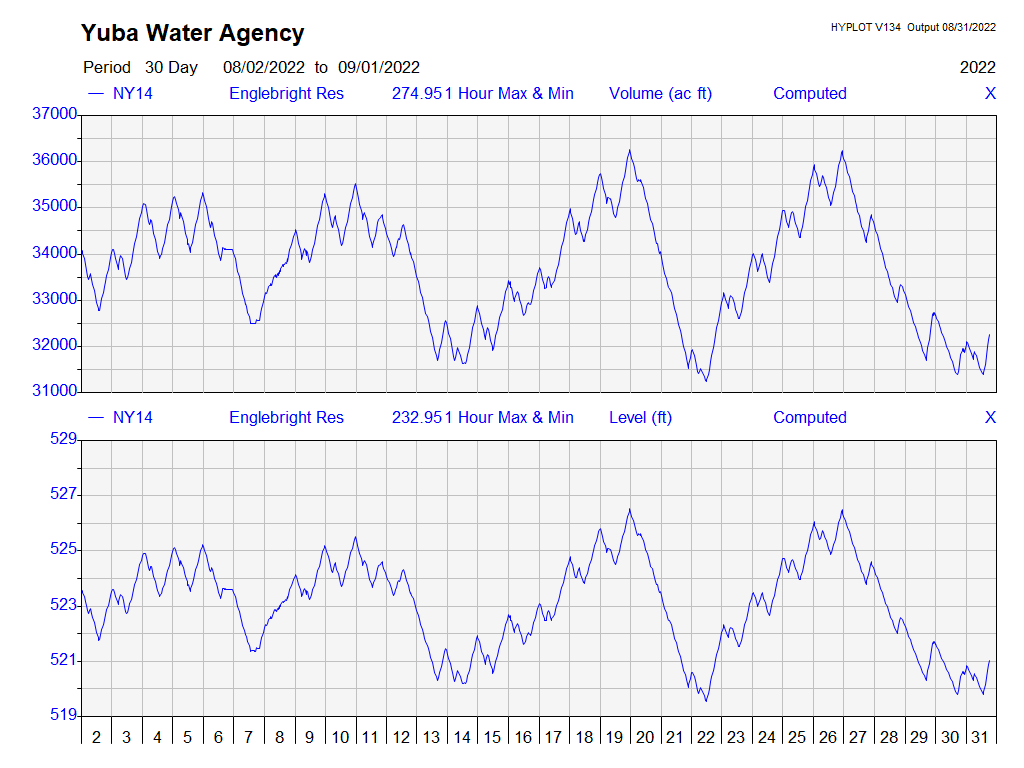 Yuba Water Agency
HYPLOT V134 Output 08/31/2022
Period 30 Day 08/02/2022 to 09/01/2022 2022
NY14 Englebright Res 274.951 Hour Max & Min Volume (ac ft) Computed X
37000
36000
35000
34000
33000
32000
31000
NY14 Englebright Res 232.951 Hour Max & Min Level (ft) Computed X
529
527
525
523
521
519
2 3 4 5 6 7 8 9 10 11 12 13 14 15 16 17 18 19 20 21 22 23 24 25 26 27 28 29 30 31